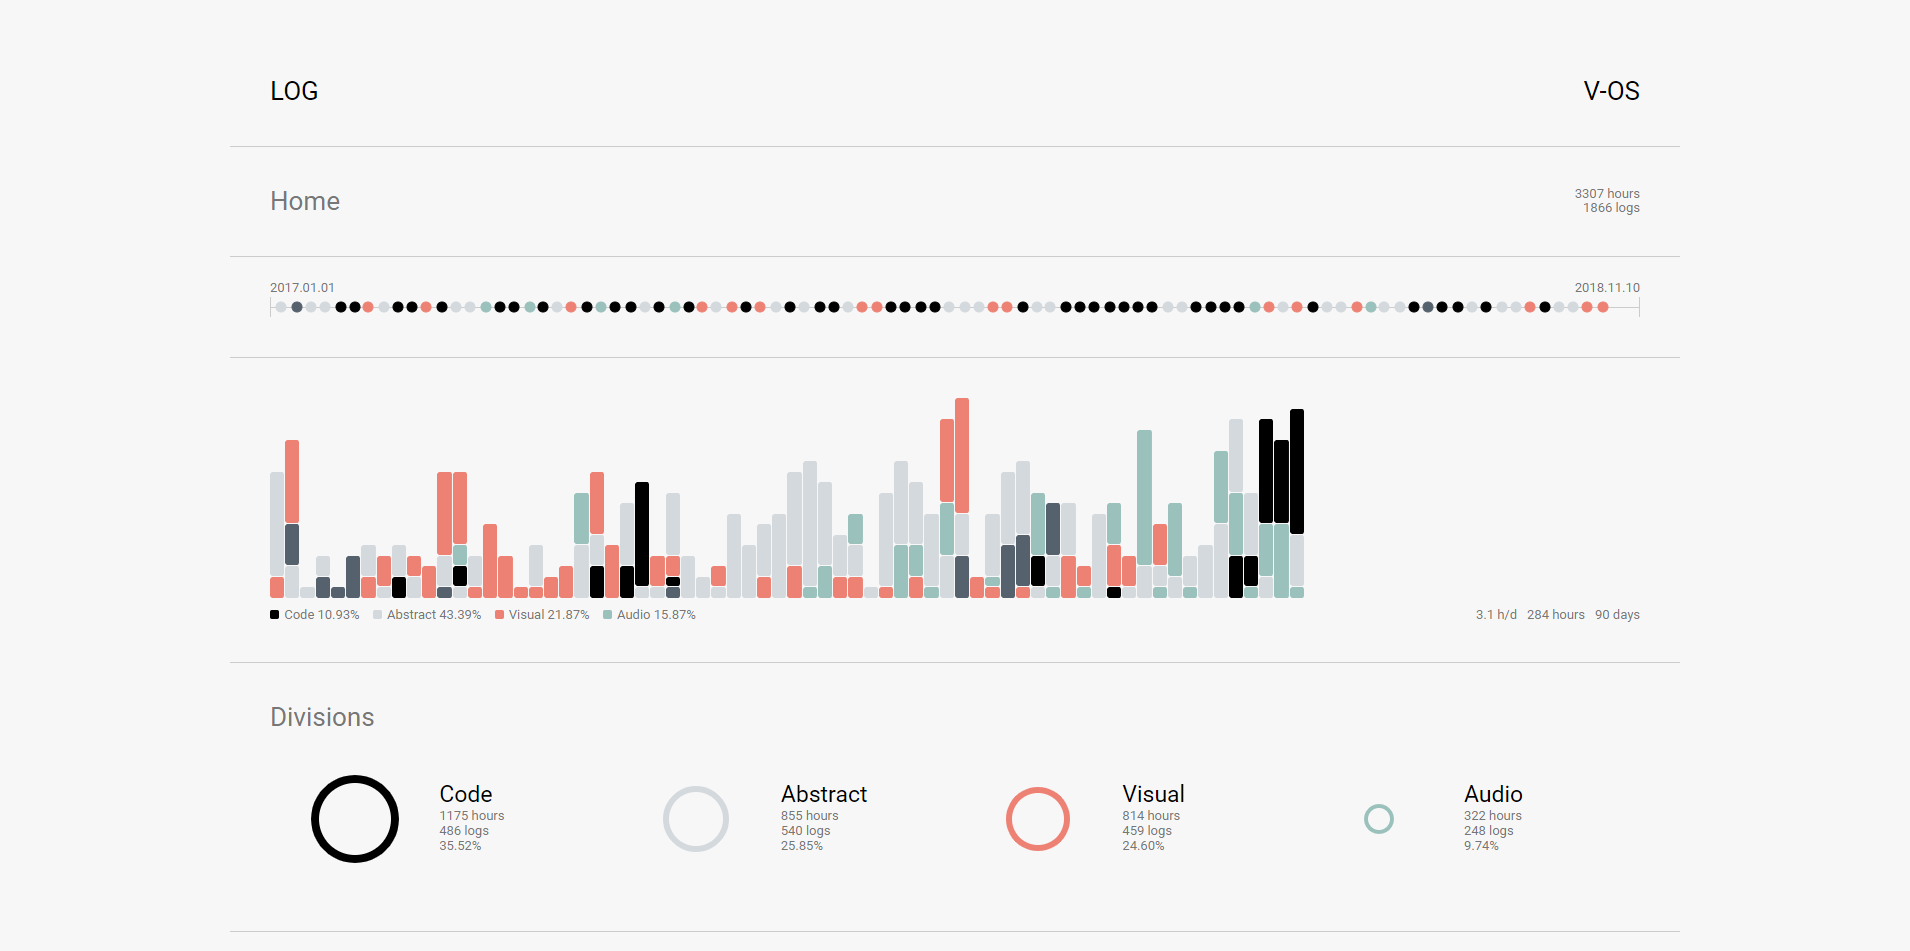 LOG
V-OS
Home
3307 hours
1866 logs
2017.01.01
2018.11.10
Code 10.93%
Abstract 43.39%
Visual 21.87%
Audio 15.87%
3.1 h/d 284 hours 90 days
Divisions
Code
1175 hours
486 logs
35.52%
Abstract
855 hours
540 logs
25.85%
Visual
814 hours
459 logs
24.60%
Audio
322 hours
248 logs
9.74%